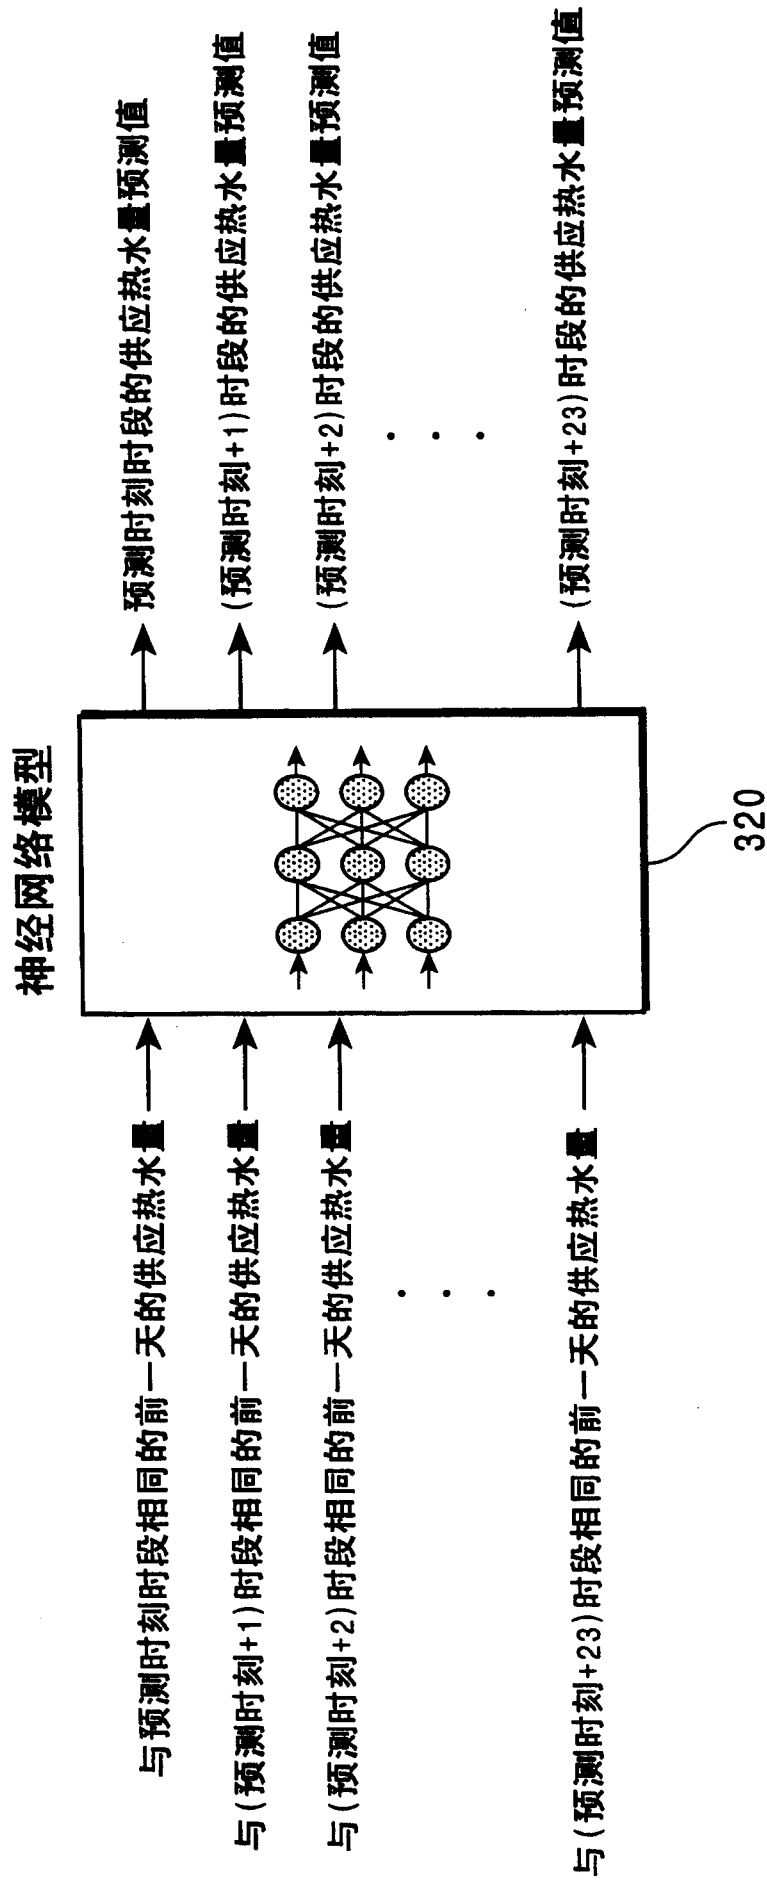 神经网络模型
与预测时刻时段相同的前一天的供应热水量
与(预测时刻+1)时段相同的前一天的供应热水量
与(预测时刻+2)时段相同的前一天的供应热水量
与(预测时刻+23)时段相同的前一天的供应热水量
预测时刻时段的供应热水量预测值
(预测时刻+1)时段的供应热水量预测值
(预测时刻+2)时段的供应热水量预测值
(预测时刻+23)时段的供应热水量预测值
320